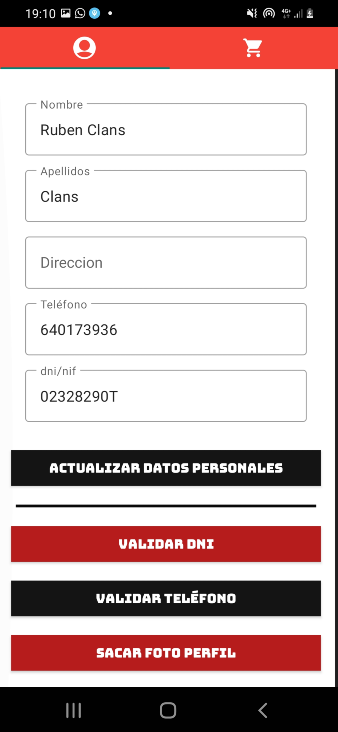 19:10
4G+
Nombre
Ruben Clans
Apellidos
Clans
Direccion
Teléfono
640173936
dni/nif
02328290T
ACTUALIZAR DATOS PERSONALES
VALIDAR DNI
VALIDAR TELÉFONO
SACAR FOTO PERFIL